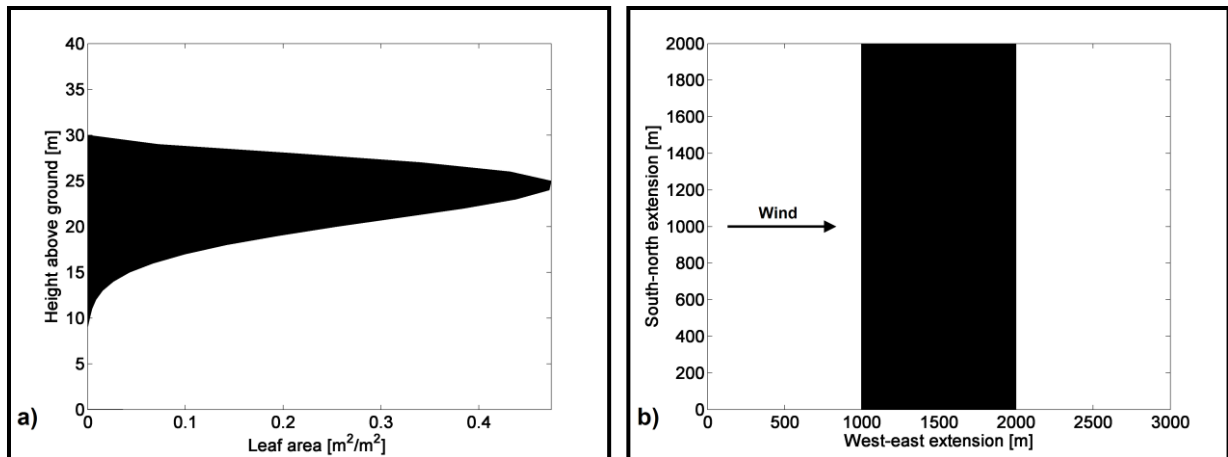 40
35
30
25
20
15
10
5
0
Height above ground [m]
0 0.1 0.2 0.3 0.4
Leaf area [m²/m²]
a)
2000
1800
1600
1400
1200
1000
800
600
400
200
0
South-north extension [m]
Wind
0 500 1000 1500 2000 2500 3000
West-east extension [m]
b)